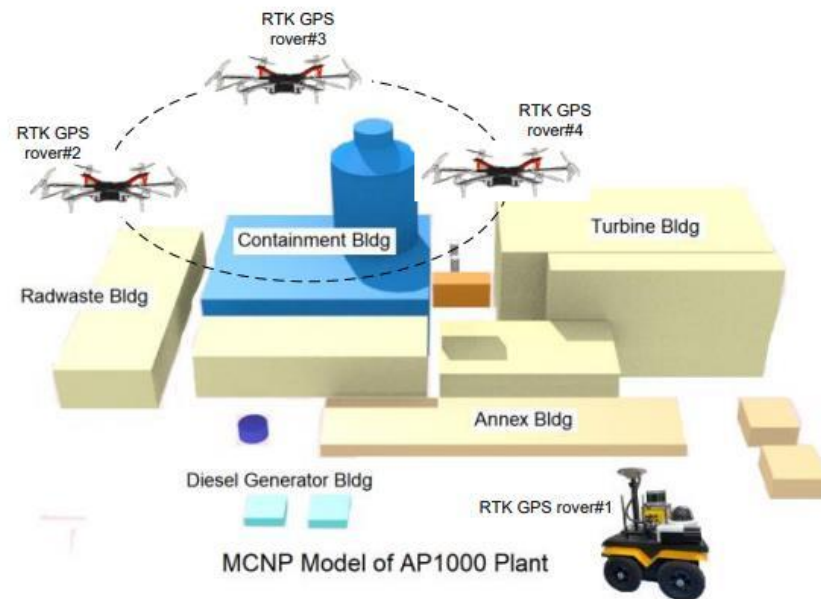 RTK GPS
rover#3
RTK GPS
rover#4
RTK GPS
rover#2
Containment Bldg
Turbine Bldg
Radwaste Bldg
Annex Bldg
Diesel Generator Bldg
RTK GPS rover#1
MCNP Model of AP1000 Plant